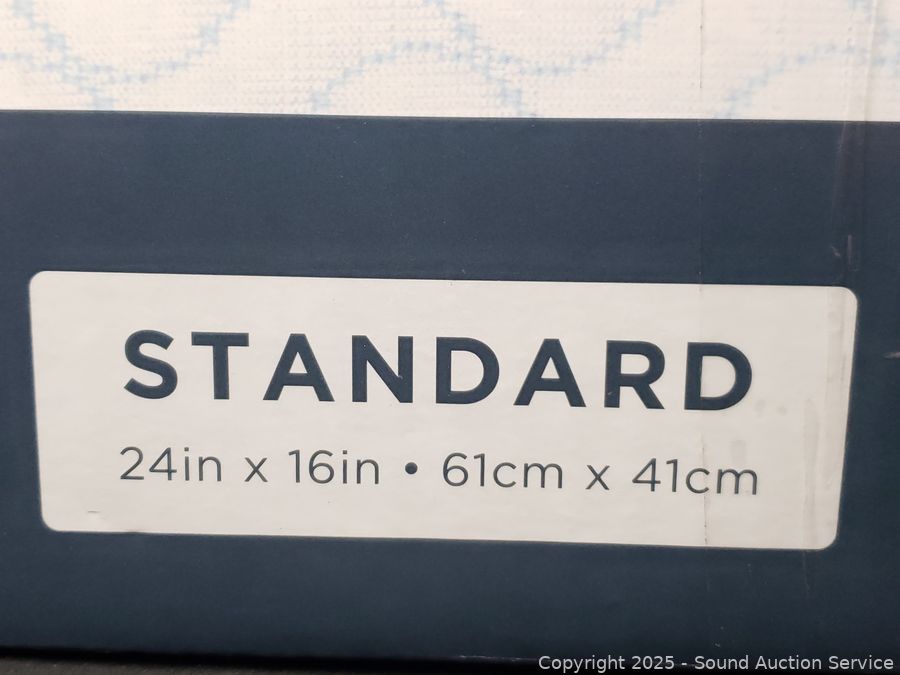 STANDARD
24in x 16in • 61cm x 41cm
Copyright 2025 - Sound Auction Service